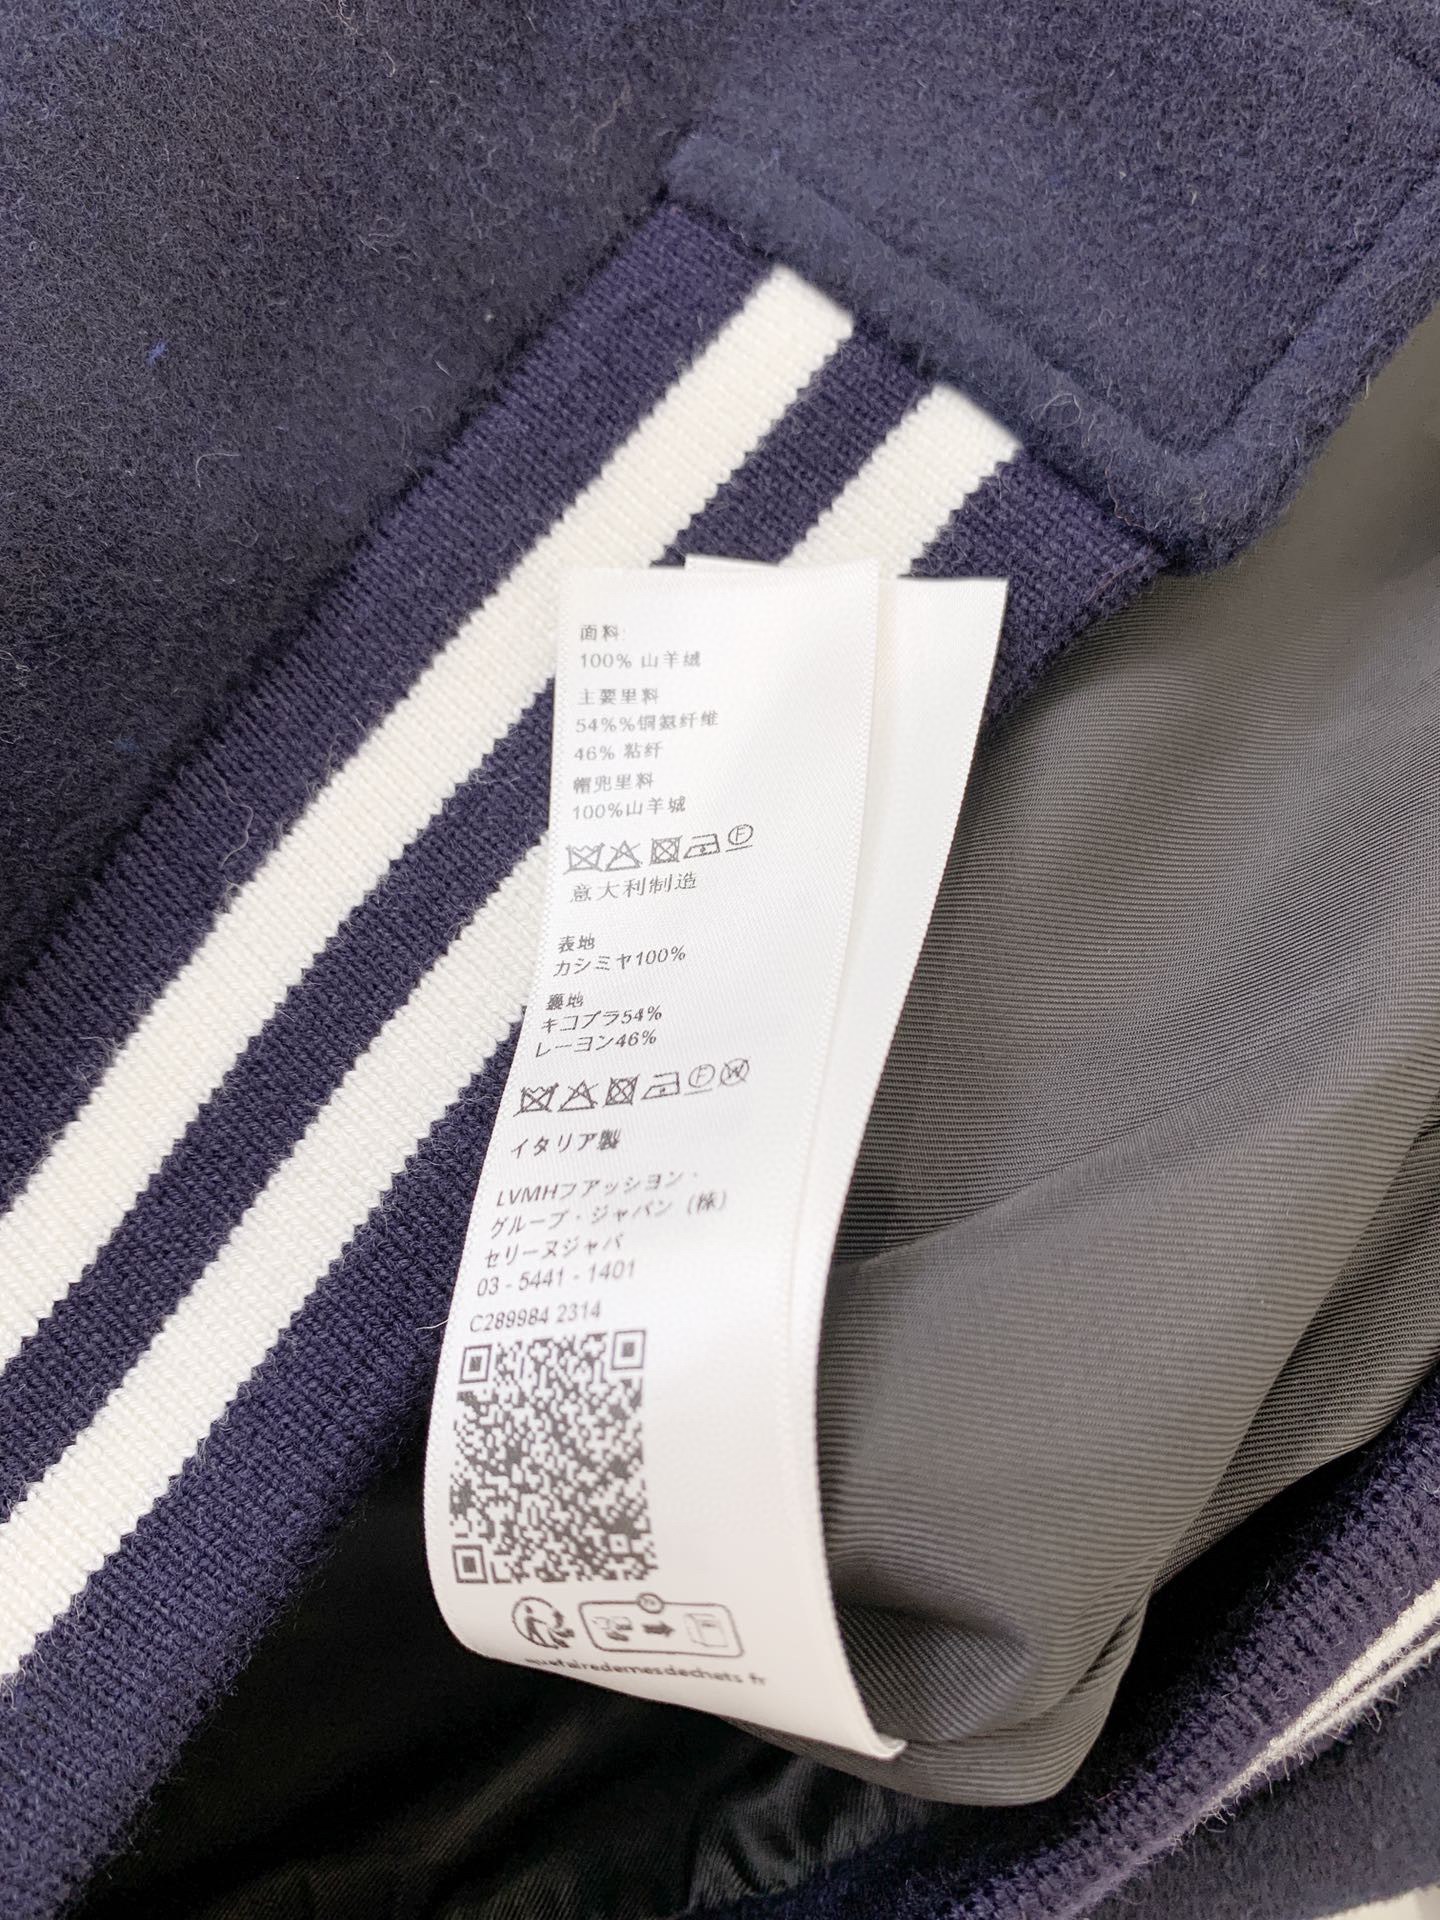 面料:
100% 山羊绒
主要里料
54%%铜氨纤维
46% 粘纤
帽兜里料
100%山羊城
F
意大利制造
表地
カシミヤ100%
裏地
キコプラ54%
レーヨン46%
F W
イタリア製
LVMHファッション·
グループ・ジャパン（株）
セリーヌジャパ
03 - 5441 - 1401
C289984 2314
quefairedemesdechets fr